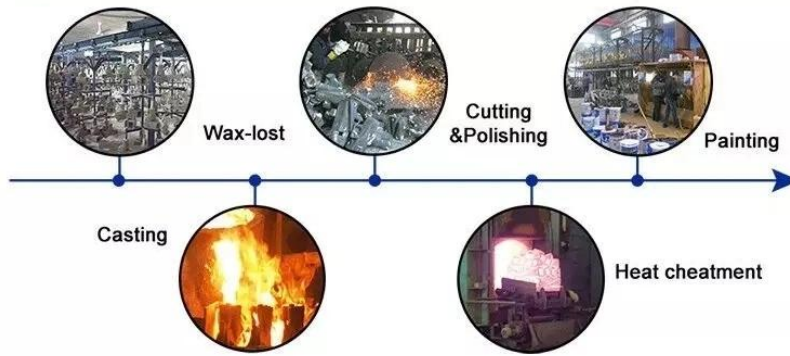 Wax-lost
Casting
Cutting
&Polishing
Heat cheatment
Painting